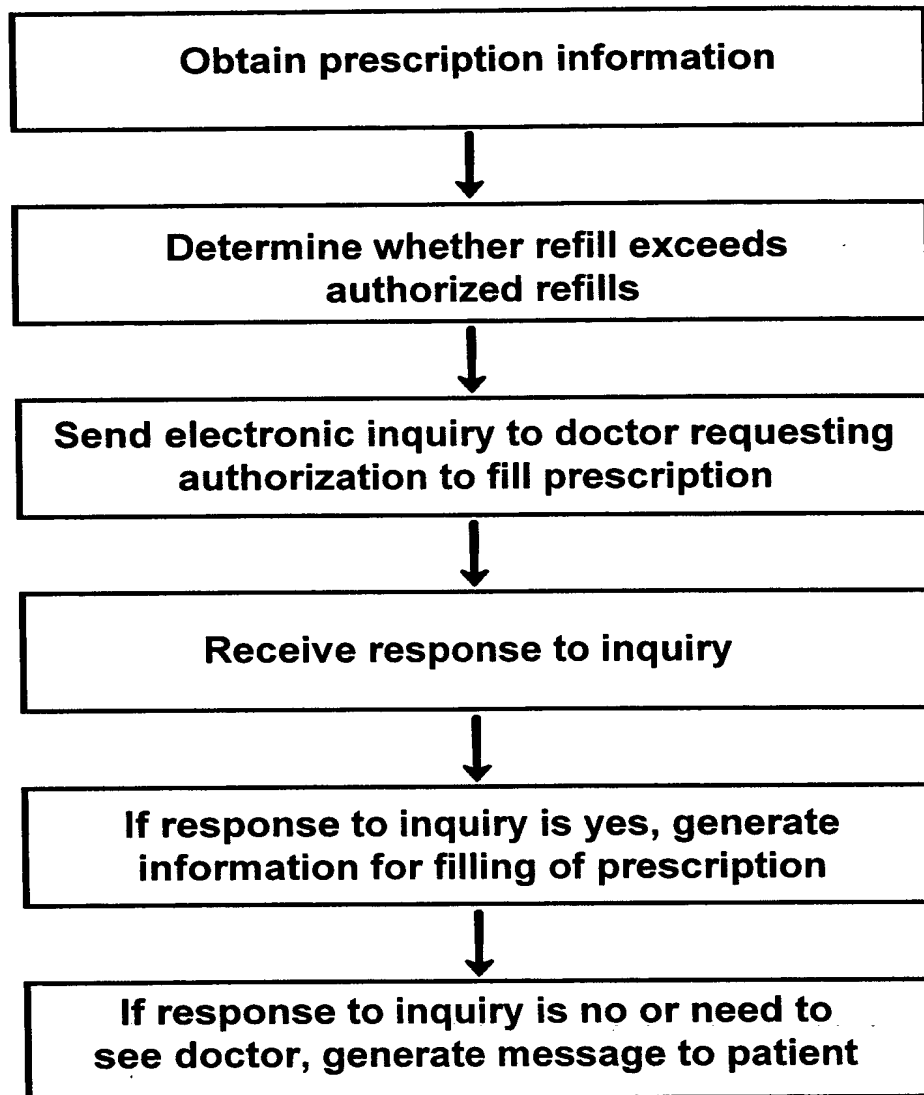 Obtain prescription information
Determine whether refill exceeds
authorized refills
Send electronic inquiry to doctor requesting
authorization to fill prescription
Receive response to inquiry
If response to inquiry is yes, generate
information for filling of prescription
If response to inquiry is no or need to
see doctor, generate message to patient